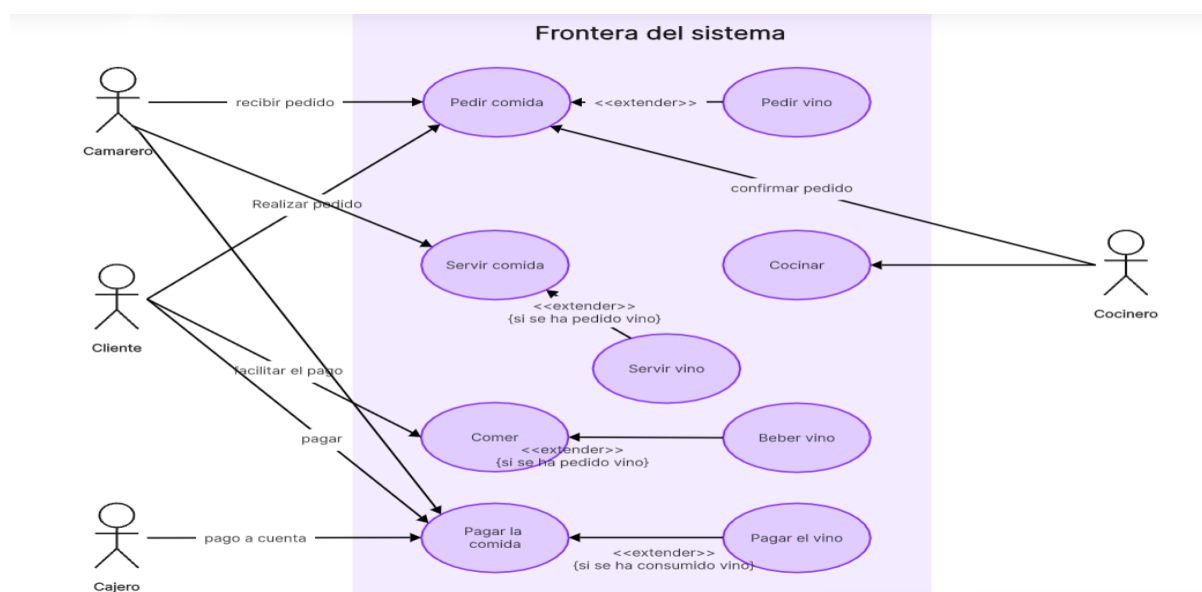 Frontera del sistema
recibir pedido
Pedir comida
<<extender>>
Pedir vino
Camarero
confirmar pedido
Realizar pedido
Servir comida
Cocinar
<<extender>>
{si se ha pedido vino}
Cocinero
Cliente
Servir vino
facilitar el pago
pagar
Comer
Beber vino
<<extender>>
{si se ha pedido vino}
Pagar la
comida
pago a cuenta
Pagar el vino
<<extender>>
{si se ha consumido vino}
Cajero